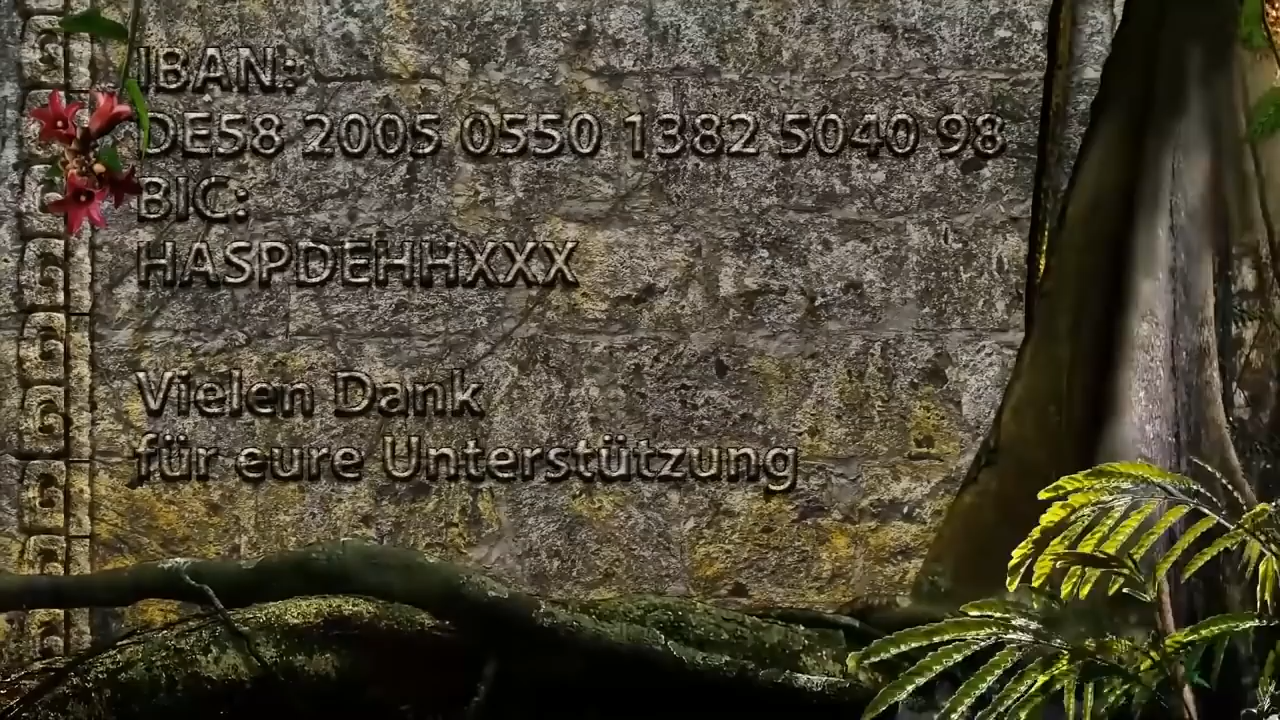 IBAN:
DE58 2005 0550 1382 5040 98
BIC:
HASPDEHHXXX
Vielen Dank
für eure Unterstützung